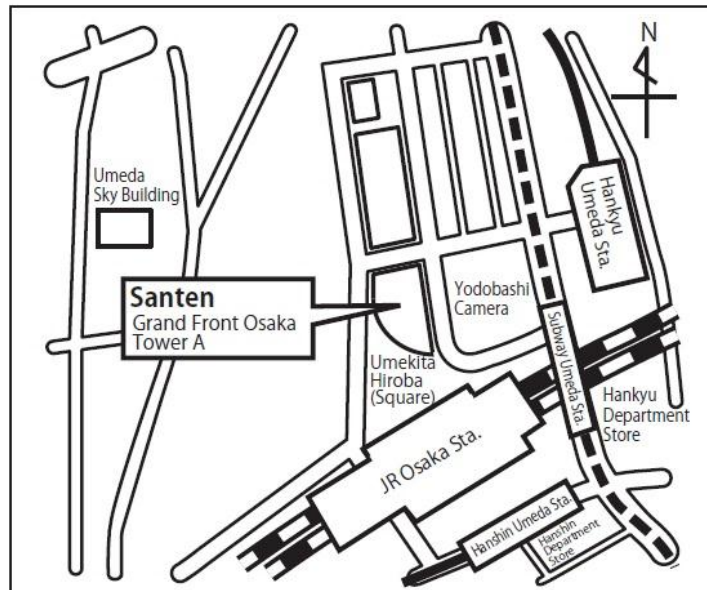 N
Umeda
Sky Building
Hankyu
Umeda Sta.
Santen
Grand Front Osaka
Tower A
Yodobashi
Camera
Subway Umeda Sta.
Umekita
Hiroba
(Square)
Hankyu
Department
Store
JR Osaka Sta.
Hanshin Umeda Sta.
Hanshin
Department
Store